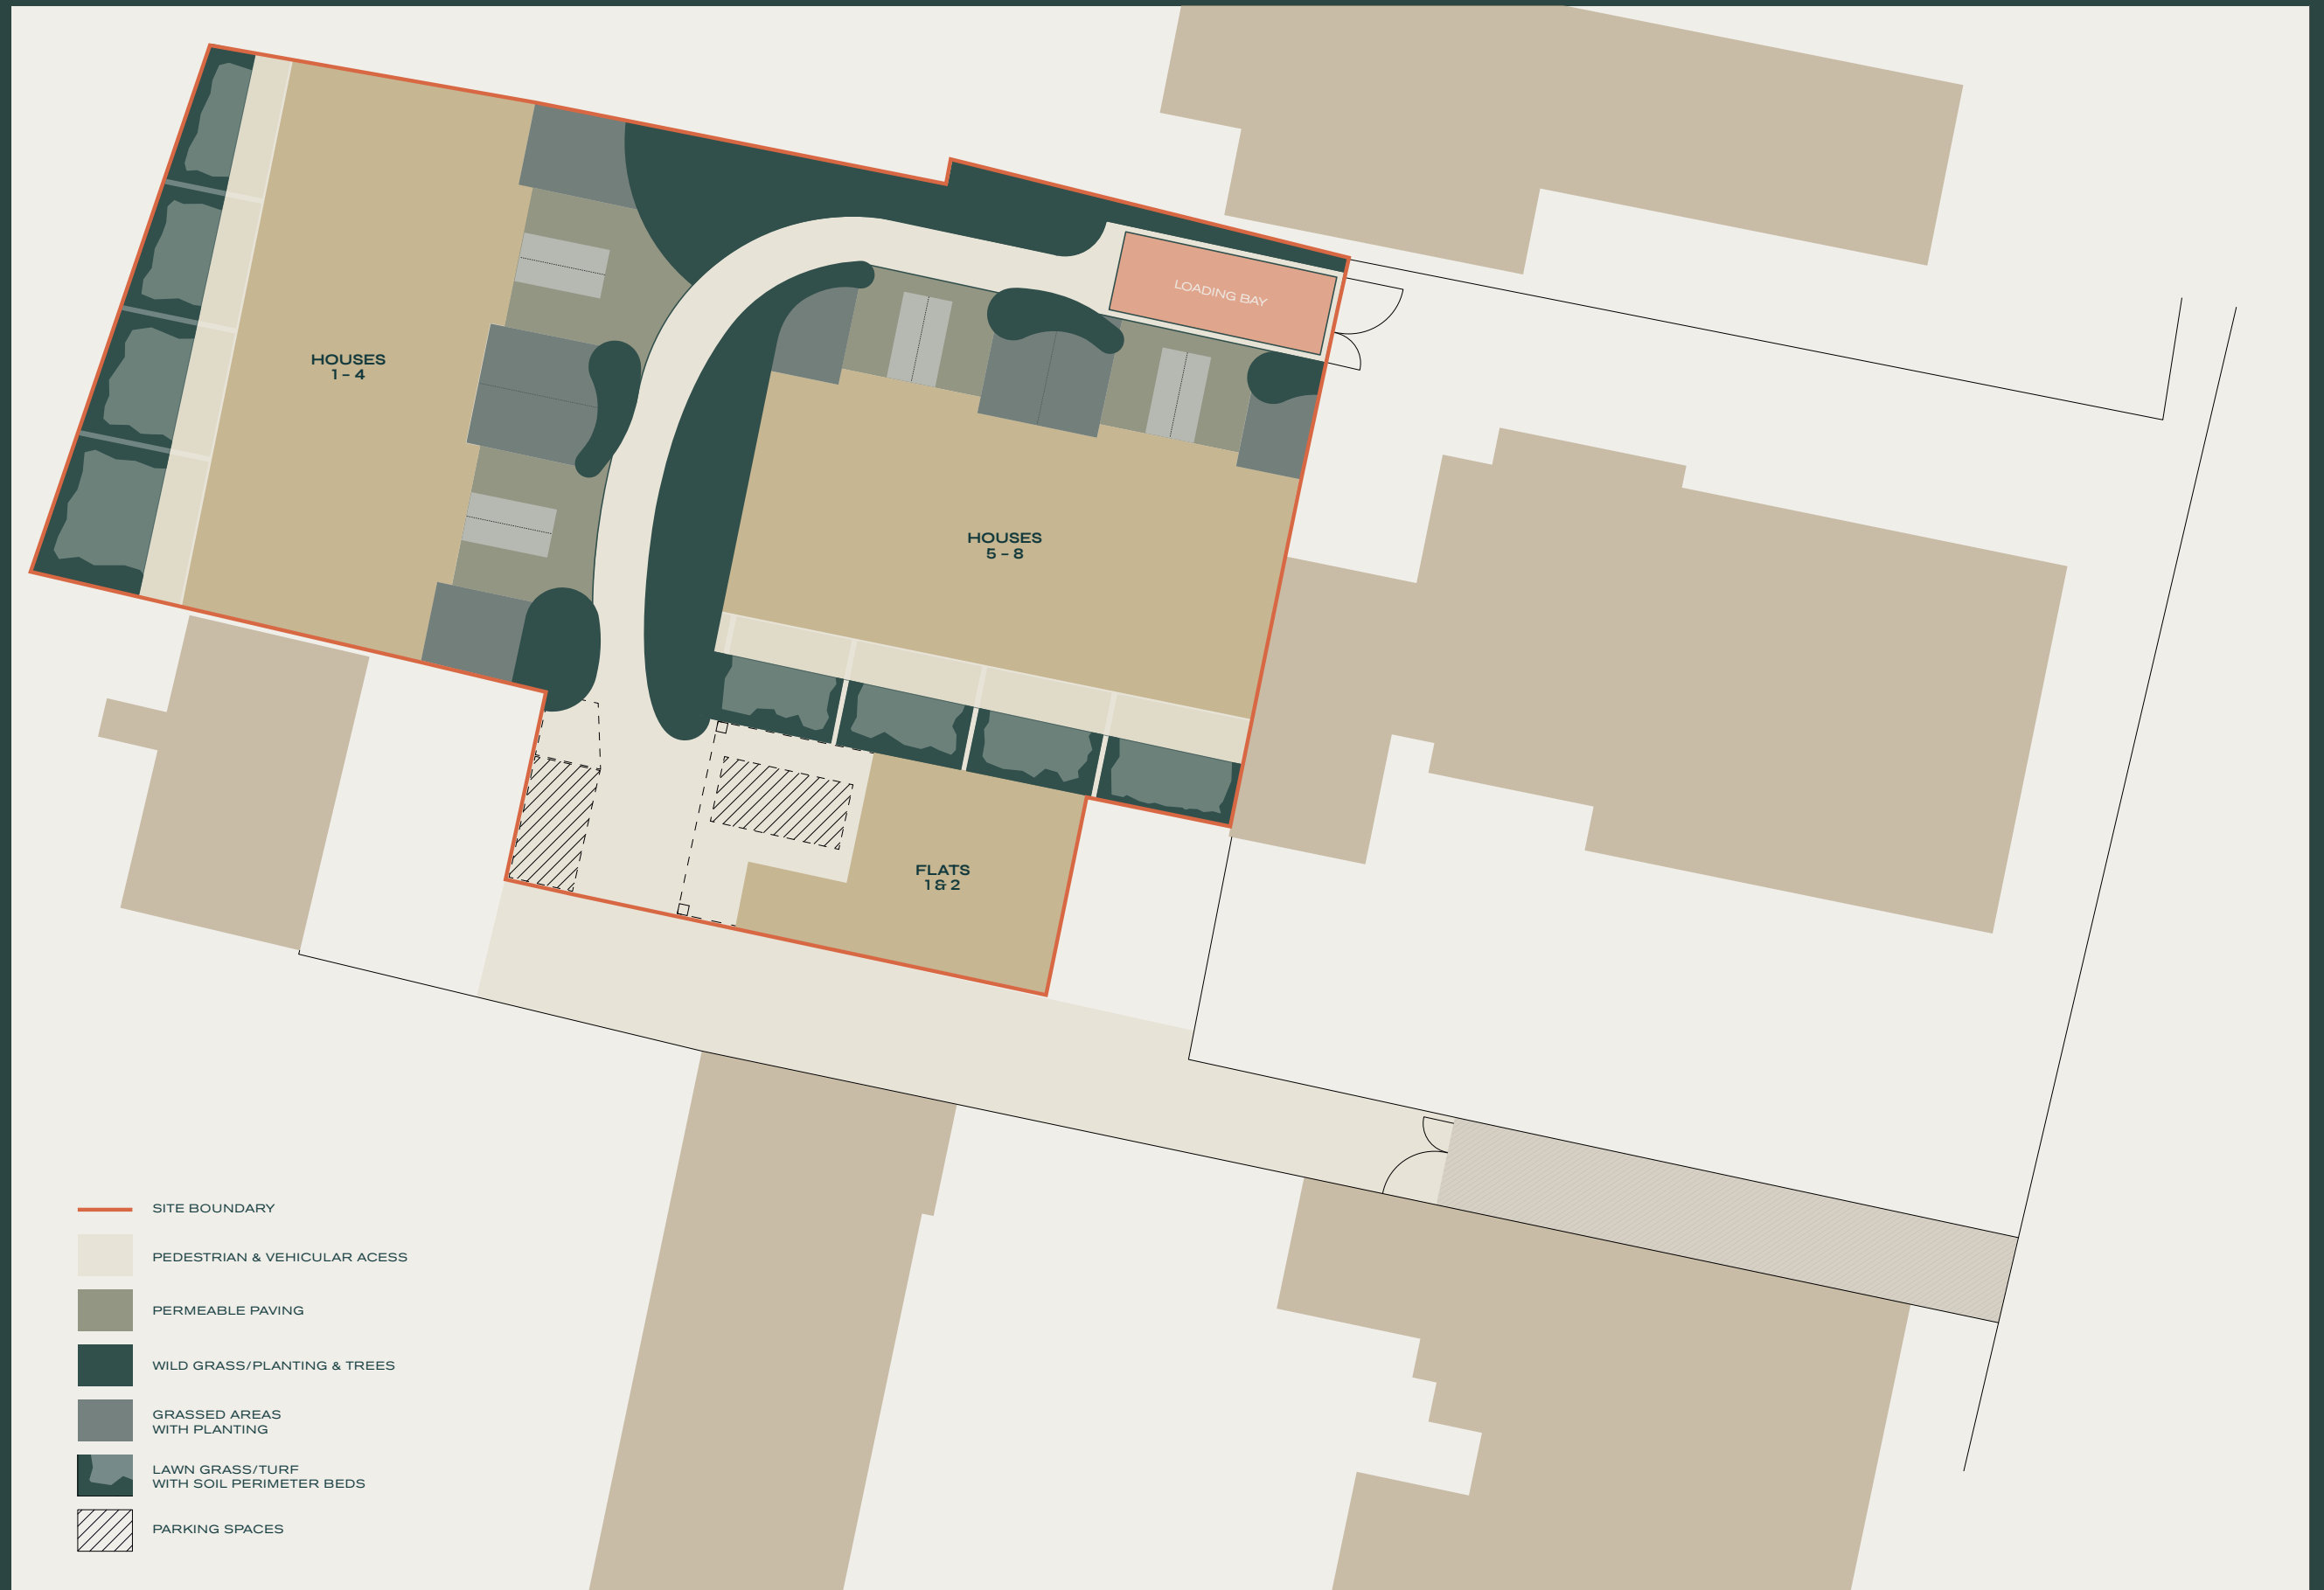 LOADING BAY
HOUSES
1 – 4
HOUSES
5 – 8
FLATS
1 & 2
SITE BOUNDARY
PEDESTRIAN & VEHICULAR ACESS
PERMEABLE PAVING
WILD GRASS/PLANTING & TREES
GRASSED AREAS
WITH PLANTING
LAWN GRASS/TURF
WITH SOIL PERIMETER BEDS
PARKING SPACES